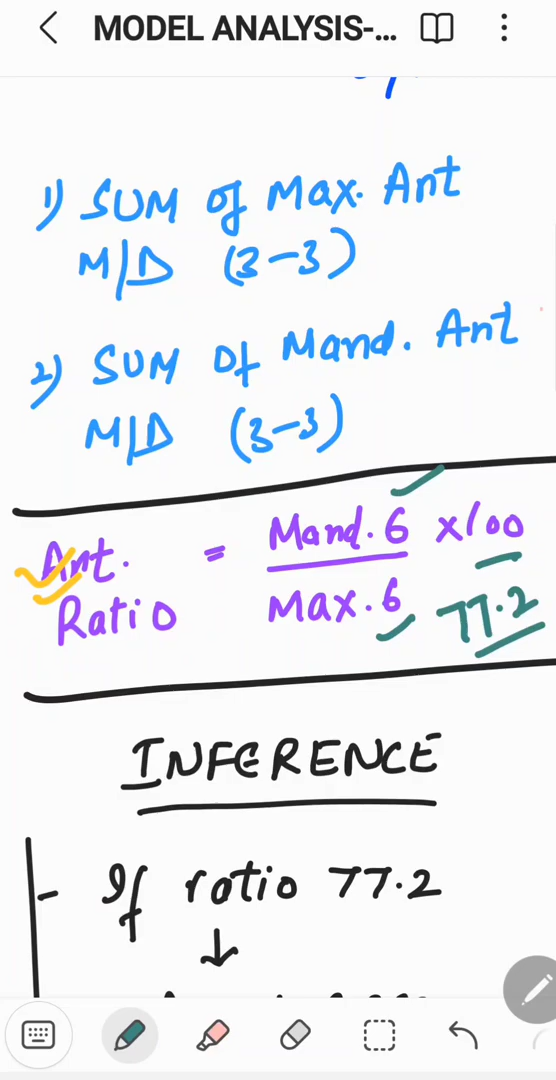 MODEL ANALYSIS-...
1) SUM of Max. Ant
M/D (3-3)
2) SUM Of Mand. Ant
M/D (3-3)
Ant. Ratio = Mand. 6 / Max. 6 x100
77.2
INFERENCE
- If ratio 77.2
↓